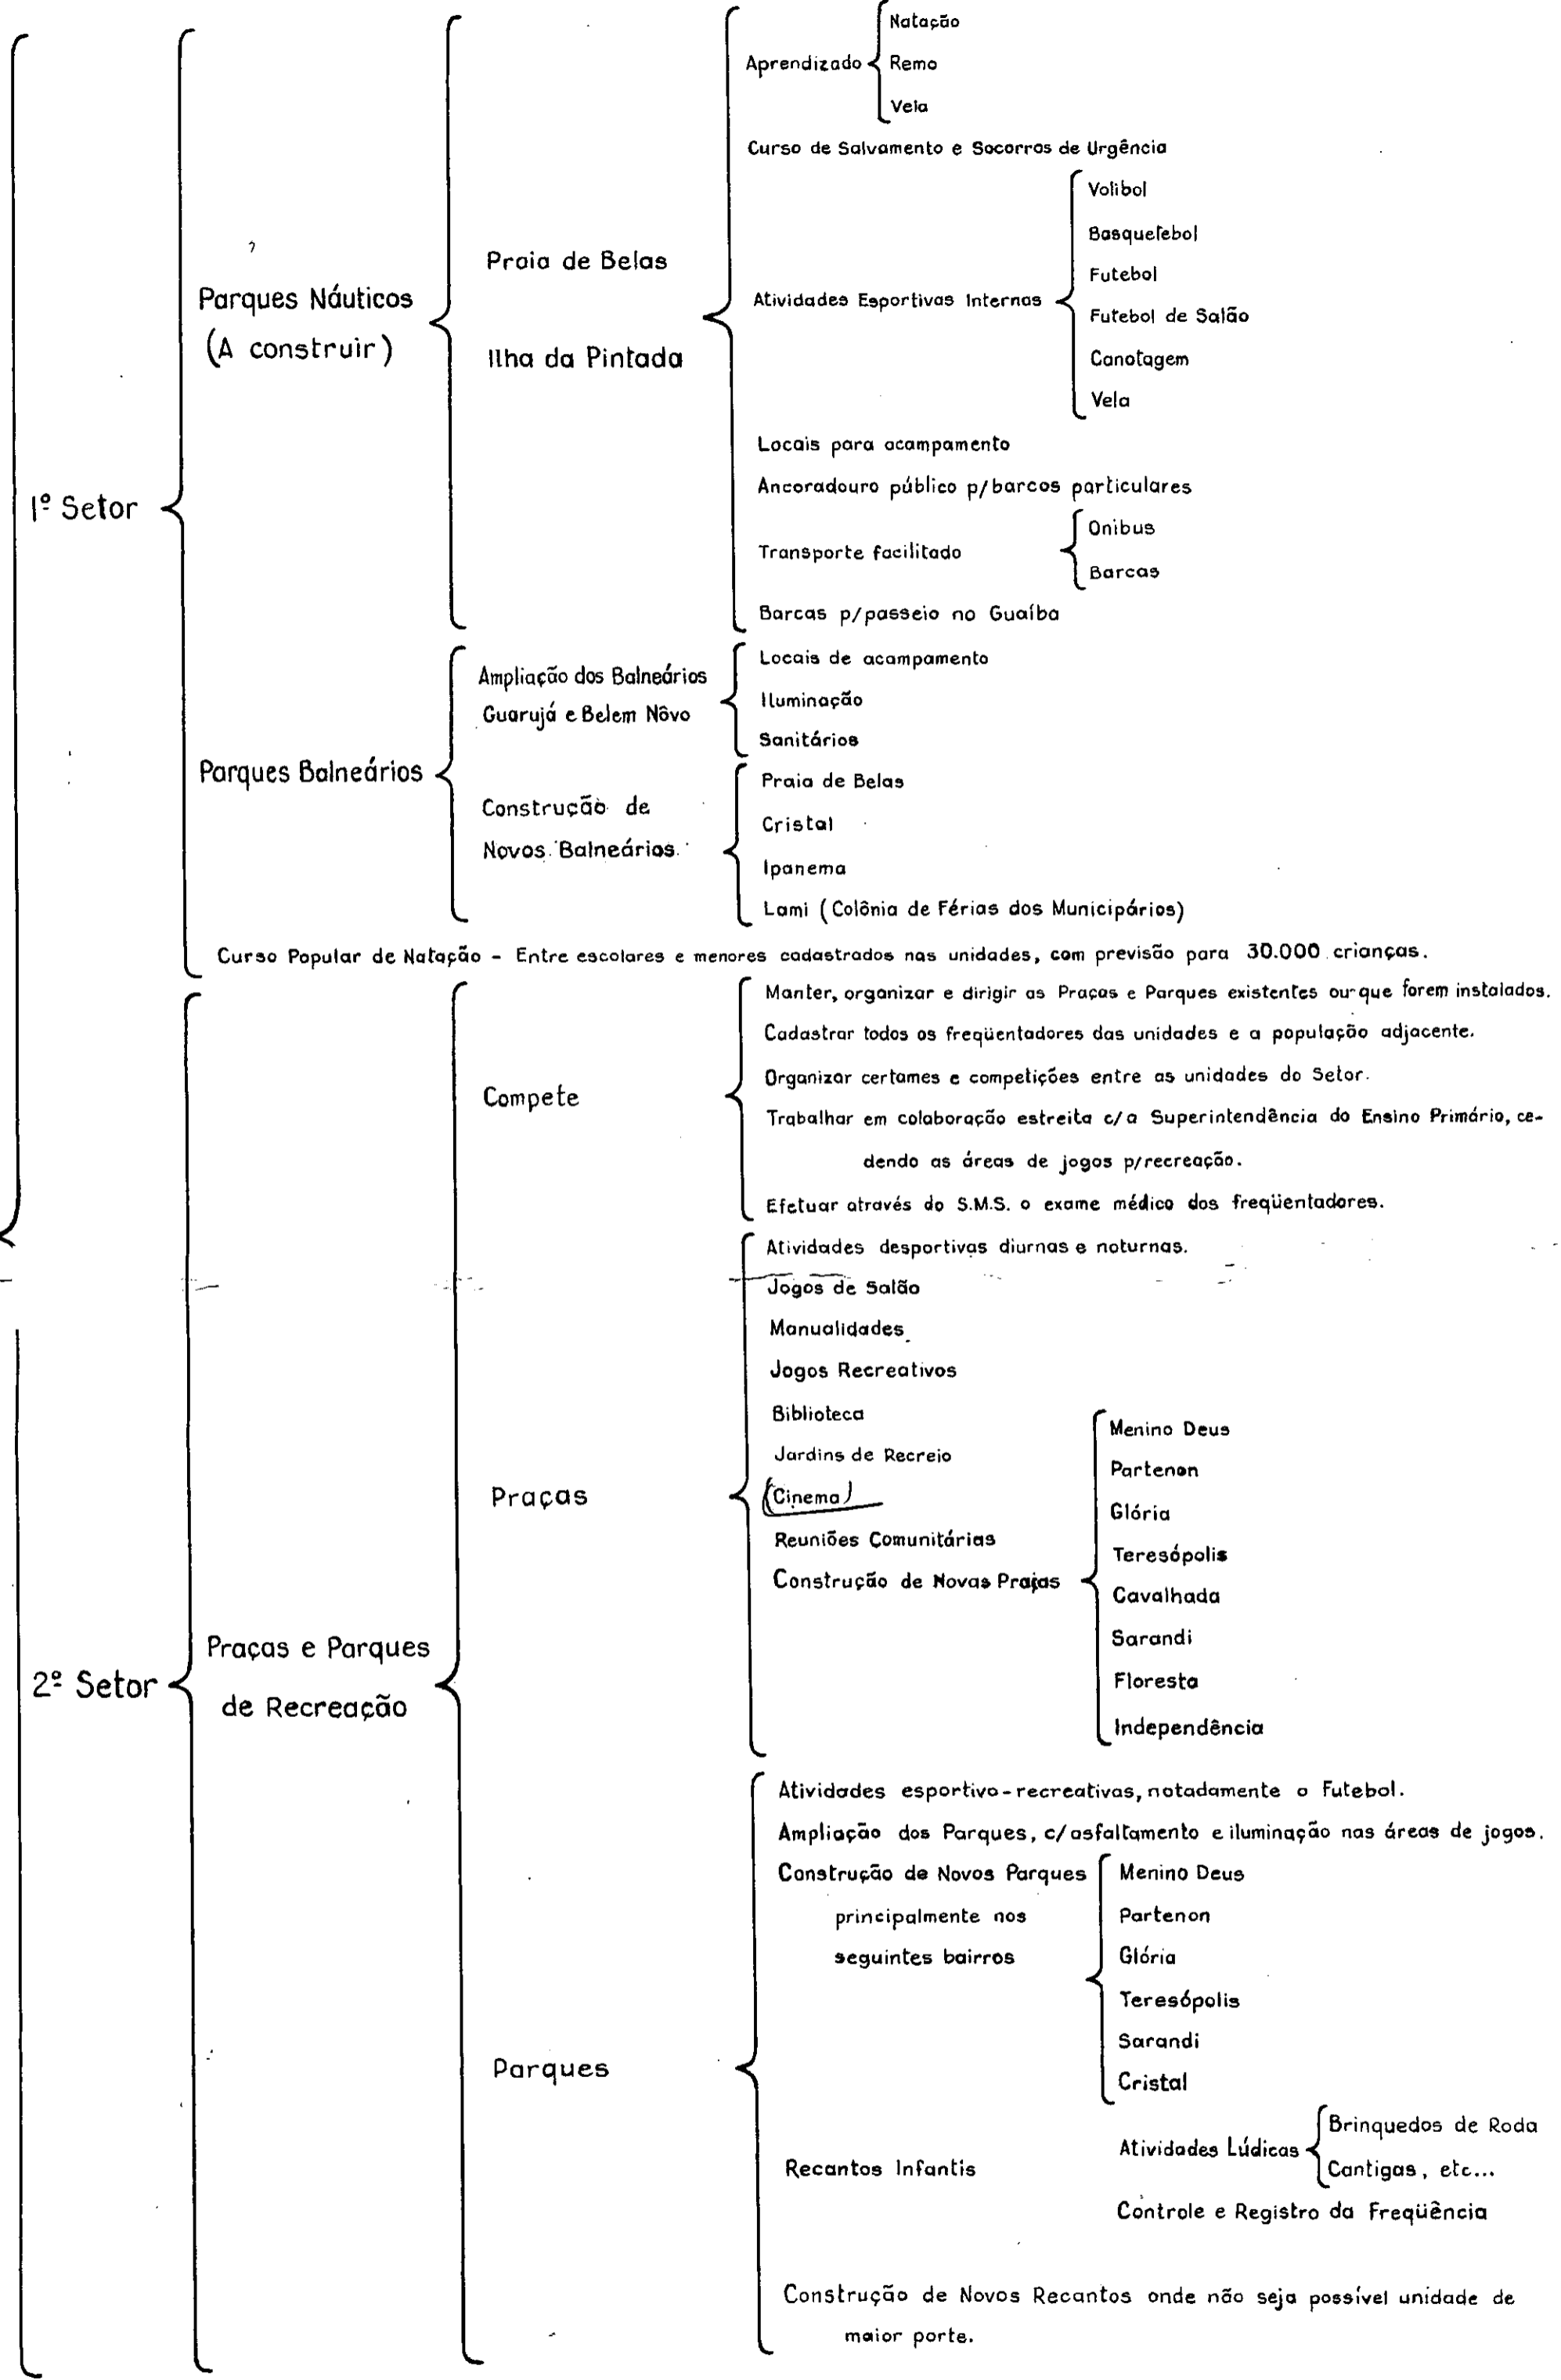 1º Setor
Parques Náuticos
(A construir)
Praia de Belas
Ilha da Pintada
Aprendizado
Natação
Remo
Vela
Curso de Salvamento e Socorros de Urgência
Atividades Esportivas Internas
Volibol
Basquetebol
Futebol
Futebol de Salão
Canotagem
Vela
Locais para acampamento
Ancoradouro público p/barcos particulares
Transporte facilitado
Onibus
Barcas
Barcas p/passeio no Guaíba
Parques Balneários
Ampliação dos Balneários
Guarujá e Belem Nôvo
Locais de acampamento
Iluminação
Sanitários
Construção de
Novos Balneários
Praia de Belas
Cristal
Ipanema
Lami (Colônia de Férias dos Municipários)
Curso Popular de Natação - Entre escolares e menores cadastrados nas unidades, com previsão para 30.000 crianças.
2º Setor
Praças e Parques
de Recreação
Compete
Manter, organizar e dirigir as Praças e Parques existentes ou que forem instalados.
Cadastrar todos os freqüentadores das unidades e a população adjacente.
Organizar certames e competições entre as unidades do Setor.
Trabalhar em colaboração estreita c/a Superintendência do Ensino Primário, ce-
dendo as áreas de jogos p/recreação.
Efetuar através do S.M.S. o exame médico dos freqüentadores.
Praças
Atividades desportivas diurnas e noturnas.
Jogos de Salão
Manualidades
Jogos Recreativos
Biblioteca
Jardins de Recreio
(Cinema)
Reuniões Comunitárias
Construção de Novas Praças
Menino Deus
Partenon
Glória
Teresópolis
Cavalhada
Sarandi
Floresta
Independência
Parques
Atividades esportivo-recreativas, notadamente o Futebol.
Ampliação dos Parques, c/asfaltamento e iluminação nas áreas de jogos.
Construção de Novos Parques
principalmente nos
seguintes bairros
Menino Deus
Partenon
Glória
Teresópolis
Sarandi
Cristal
Recantos Infantis
Atividades Lúdicas
Brinquedos de Roda
Cantigas, etc...
Controle e Registro da Freqüência
Construção de Novos Recantos onde não seja possível unidade de
maior porte.